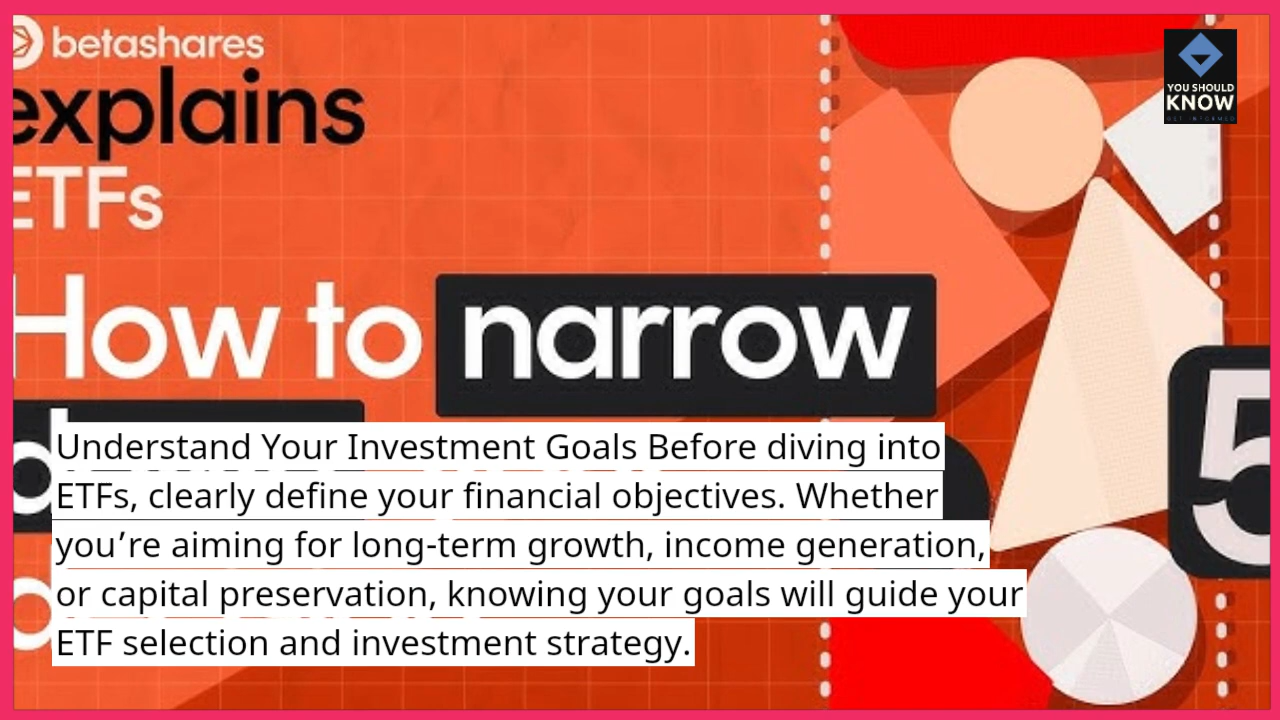 betashares
explains
ETFs
How to narrow
YOU SHOULD
KNOW
GET INFORMED
5
Understand Your Investment Goals Before diving into
ETFs, clearly define your financial objectives. Whether
you’re aiming for long-term growth, income generation,
or capital preservation, knowing your goals will guide your
ETF selection and investment strategy.